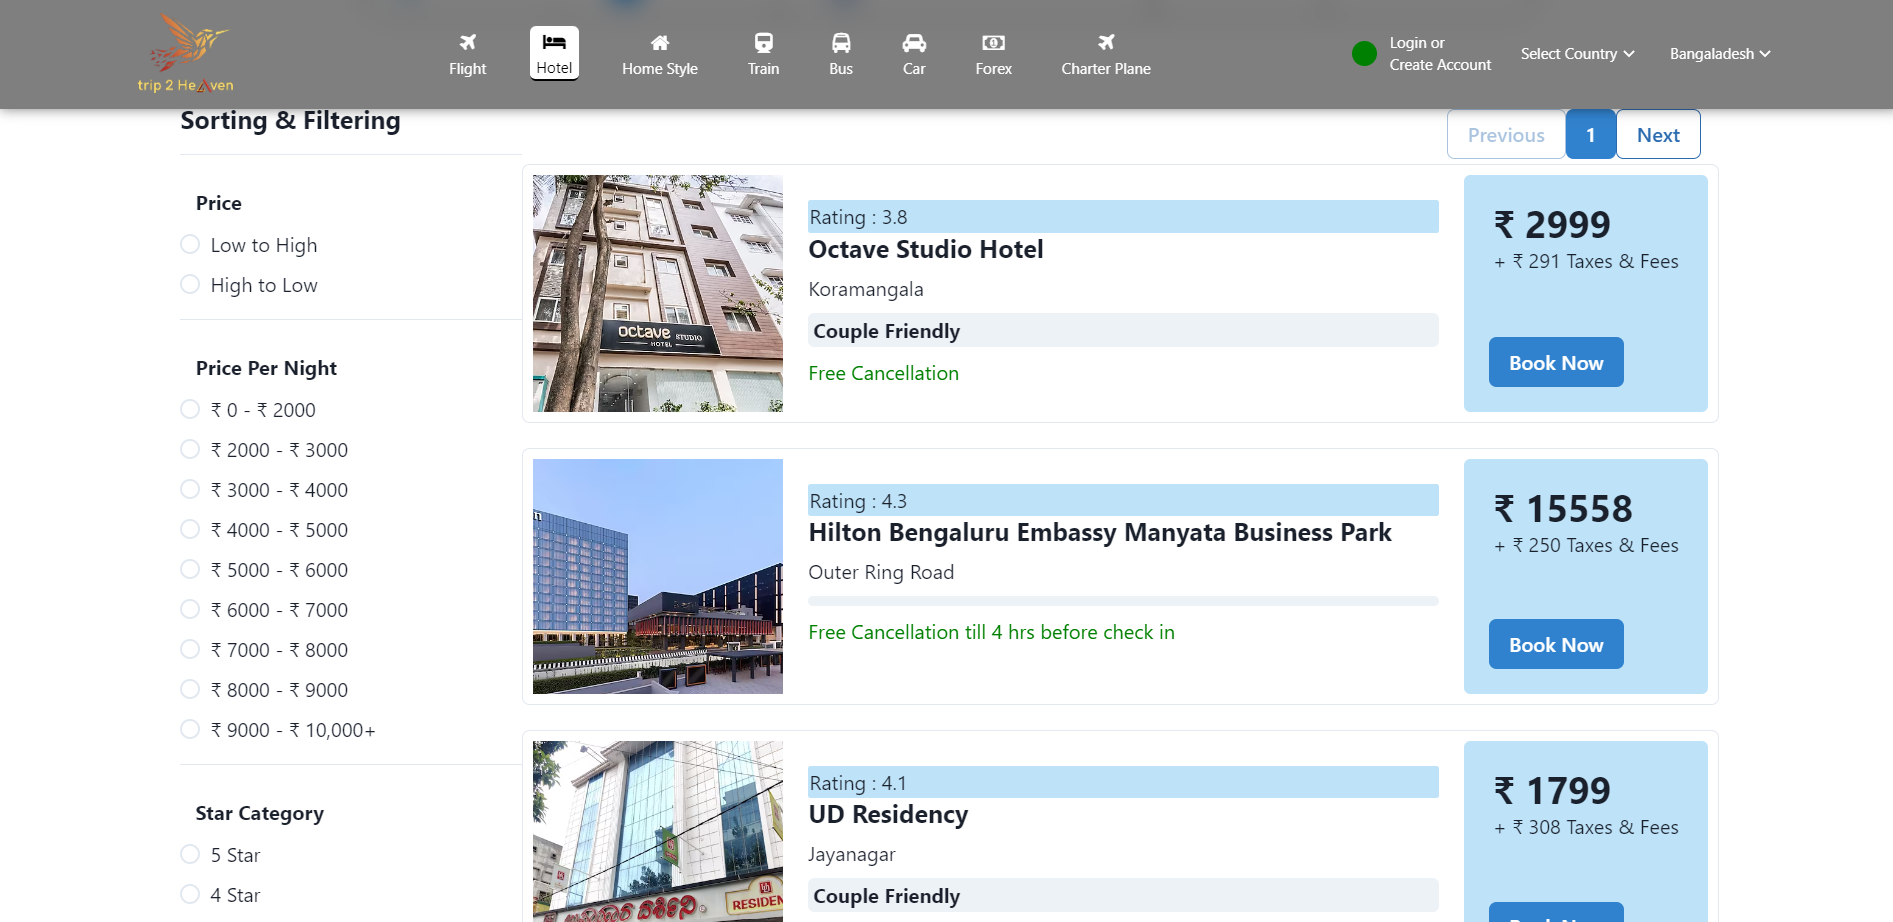 trip 2 Heaven
Flight
Hotel
Home Style
Train
Bus
Car
Forex
Charter Plane
Login or
Create Account
Select Country
Bangaladesh
Sorting & Filtering
Price
Low to High
High to Low
Price Per Night
₹ 0 - ₹ 2000
₹ 2000 - ₹ 3000
₹ 3000 - ₹ 4000
₹ 4000 - ₹ 5000
₹ 5000 - ₹ 6000
₹ 6000 - ₹ 7000
₹ 7000 - ₹ 8000
₹ 8000 - ₹ 9000
₹ 9000 - ₹ 10,000+
Star Category
5 Star
4 Star
Previous
1
Next
octave STUDIO
HOTEL
Rating : 3.8
Octave Studio Hotel
Koramangala
Couple Friendly
Free Cancellation
₹ 2999
+ ₹ 291 Taxes & Fees
Book Now
Rating : 4.3
Hilton Bengaluru Embassy Manyata Business Park
Outer Ring Road
Free Cancellation till 4 hrs before check in
₹ 15558
+ ₹ 250 Taxes & Fees
Book Now
RESIDEN
Rating : 4.1
UD Residency
Jayanagar
Couple Friendly
₹ 1799
+ ₹ 308 Taxes & Fees
Book Now